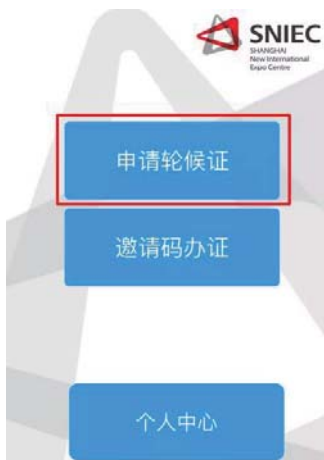 SNIEC
SHANGHAI
New International
Expo Centre
申请轮候证
邀请码办证
个人中心